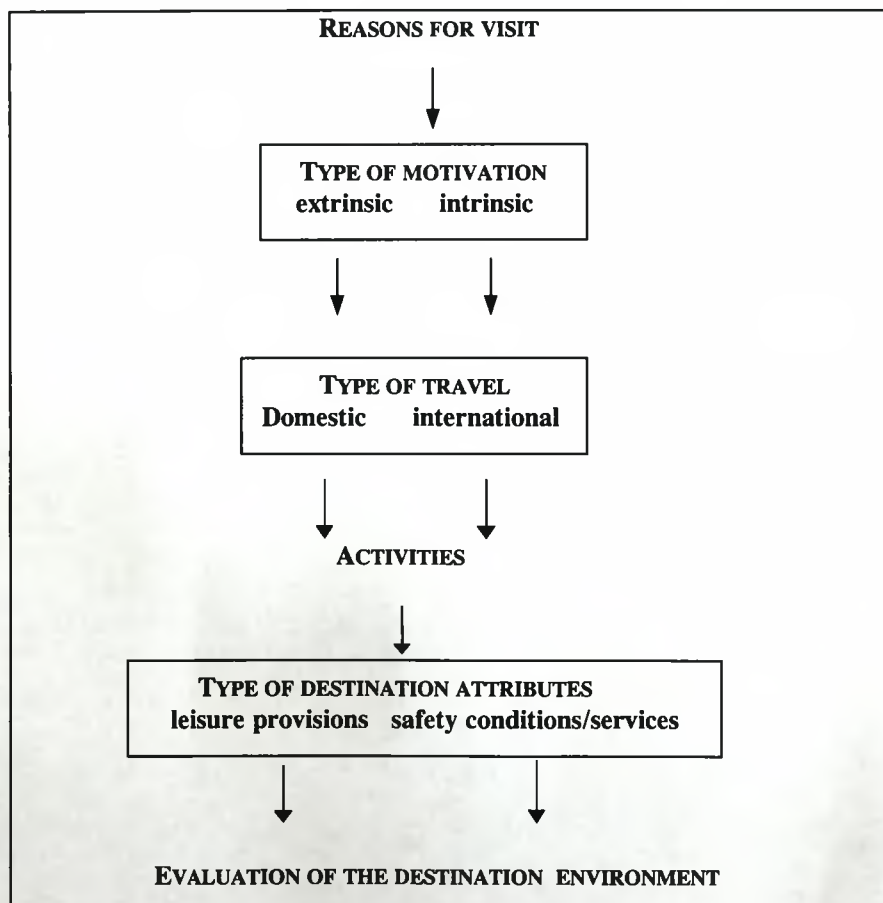 REASONS FOR VISIT
TYPE OF MOTIVATION
extrinsic intrinsic
TYPE OF TRAVEL
Domestic international
ACTIVITIES
TYPE OF DESTINATION ATTRIBUTES
leisure provisions safety conditions/services
EVALUATION OF THE DESTINATION ENVIRONMENT